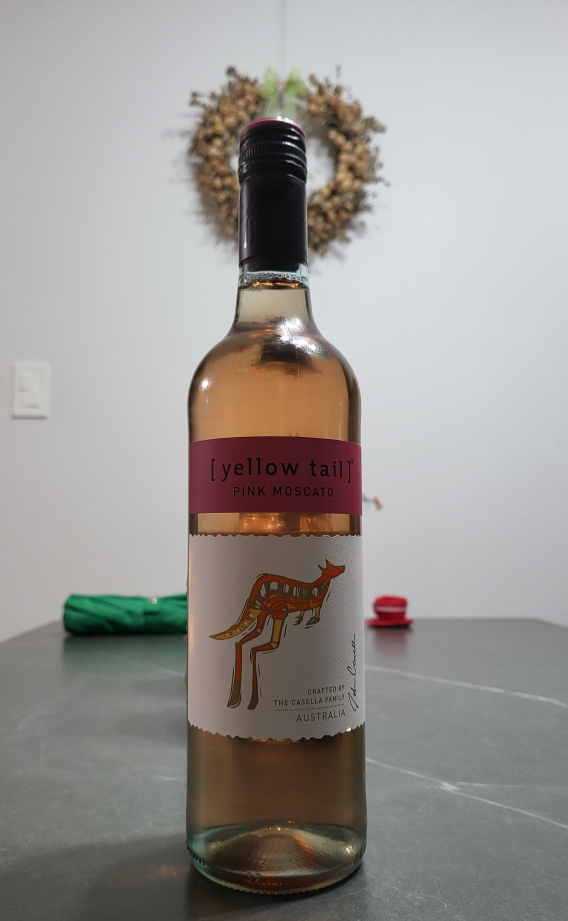 [ yellow tail ]®
PINK MOSCATO
CRAFTED BY
THE CASELLA FAMILY
AUSTRALIA